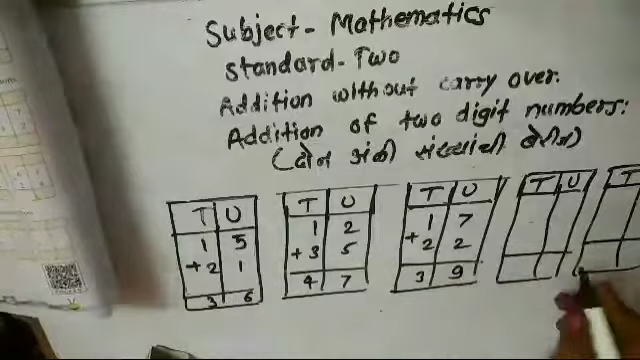 Subject- Mathematics
Standard-Two
Addition without carry over.
Addition of two digit numbers:
(दोन अंकी संख्यांची बेरीज)
T U T U T U T U T
1 5 1 2 1 7
+2 1 +3 5 +2 2
3 6 4 7 3 9